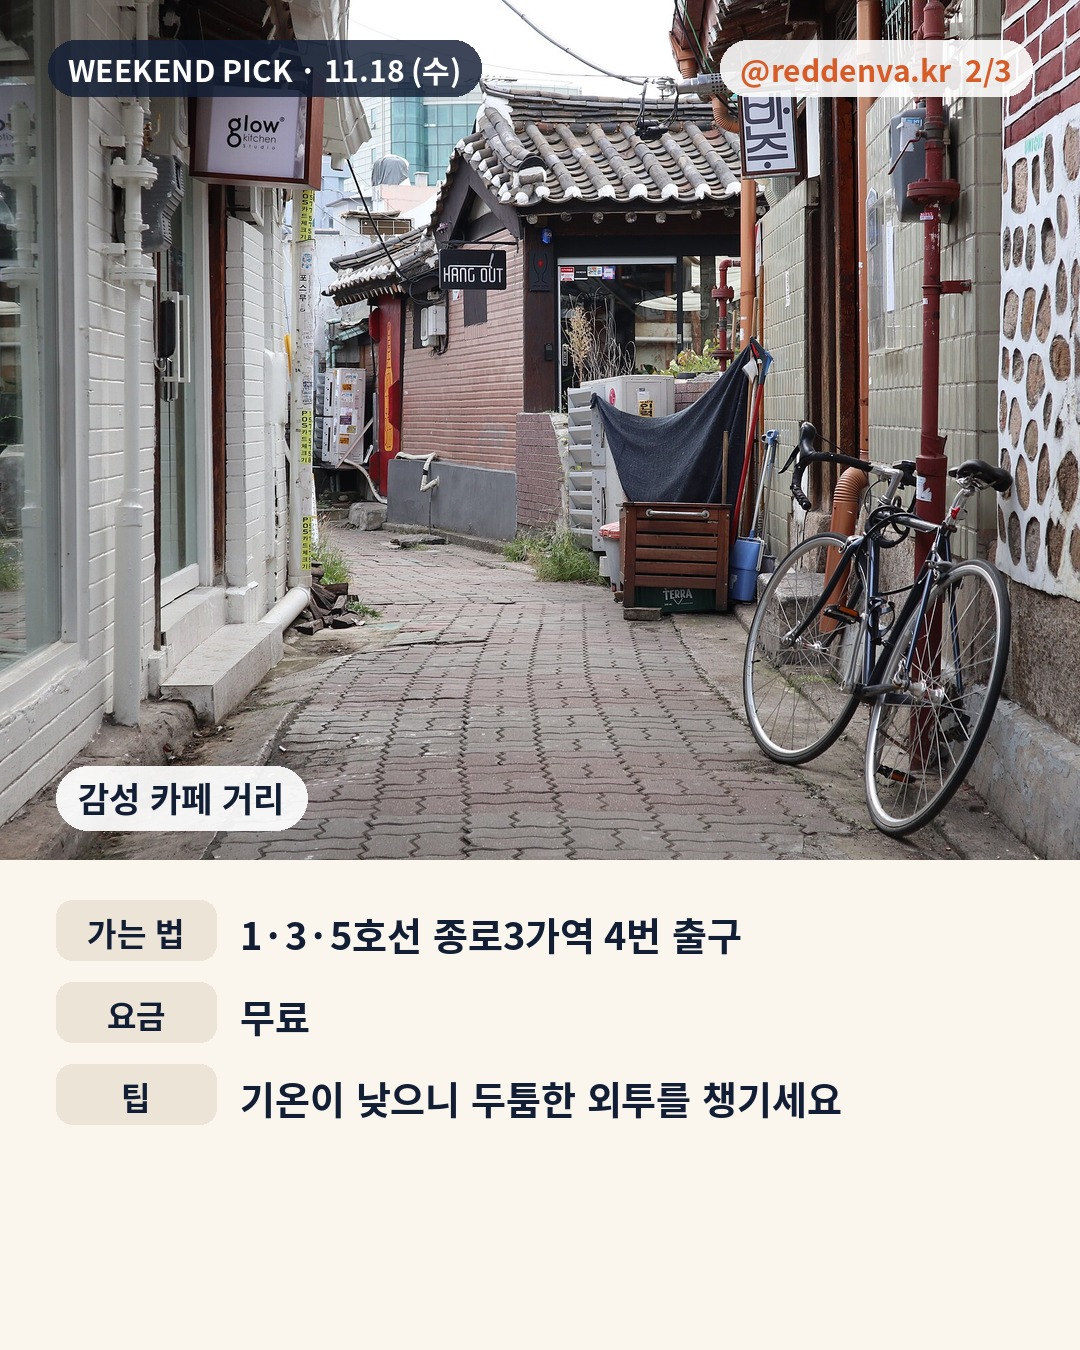 WEEKEND PICK · 11.18 (수)
@reddenva.kr 2/3
glow
kitchen
studio
HANG OUT
TERRA
감성 카페 거리
가는 법
1·3·5호선 종로3가역 4번 출구
요금
무료
팁
기온이 낮으니 두툼한 외투를 챙기세요